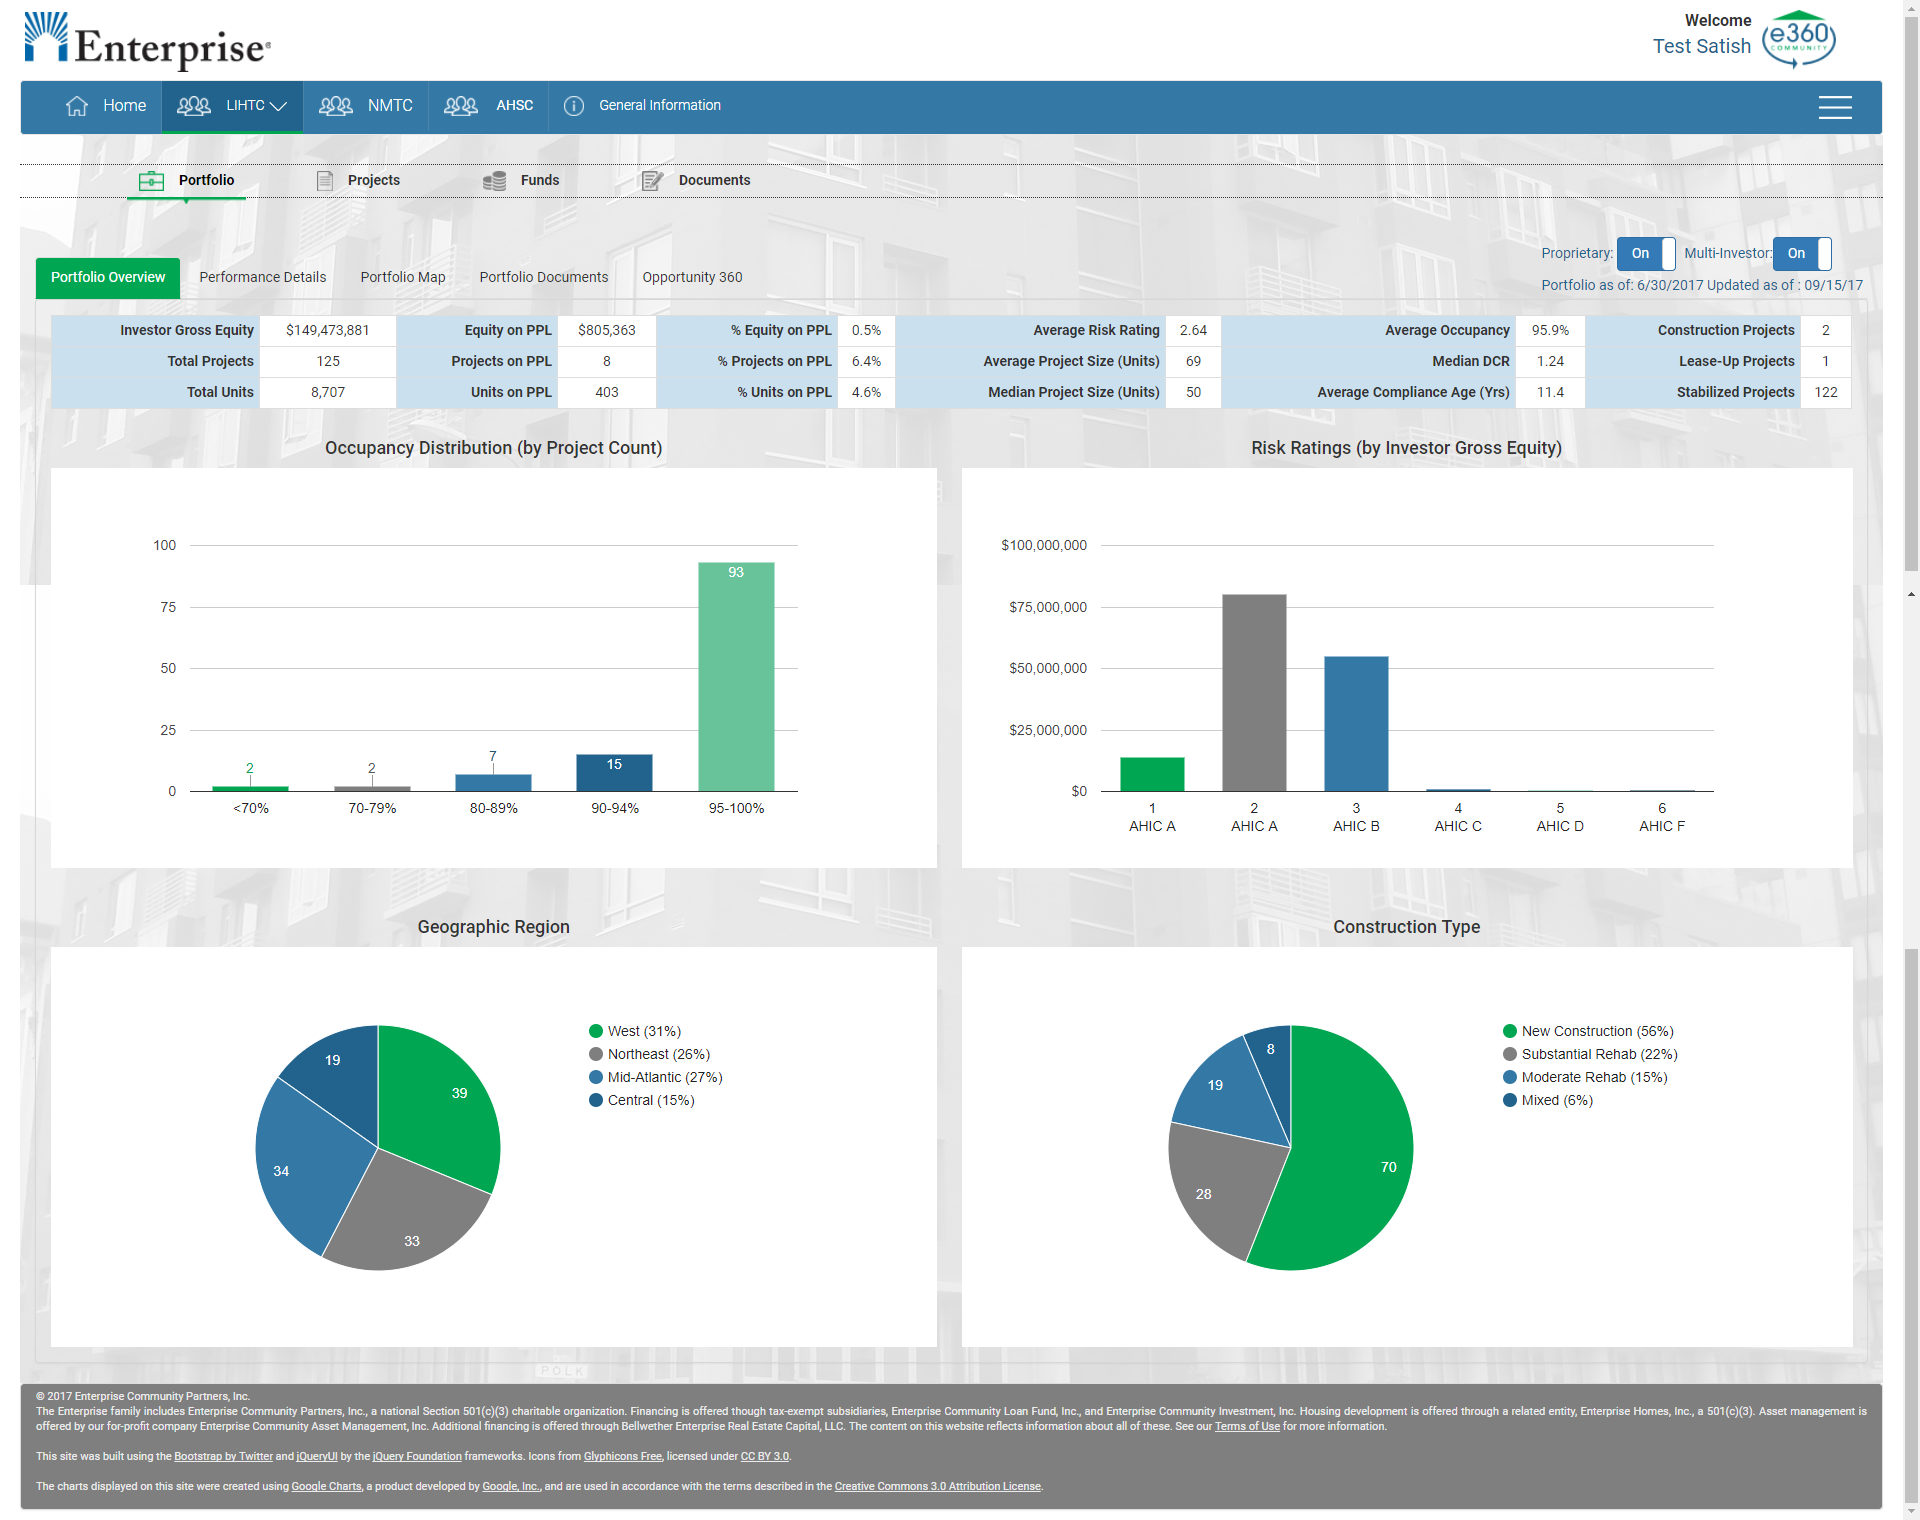 Enterprise®
Welcome
Test Satish
e360
COMMUNITY
Home
LIHTC
NMTC
AHSC
General Information
Portfolio
Projects
Funds
Documents
Proprietary: On Multi-Investor: On
Portfolio Overview
Performance Details
Portfolio Map
Portfolio Documents
Opportunity 360
Portfolio as of: 6/30/2017 Updated as of : 09/15/17
Investor Gross Equity $149,473,881 Equity on PPL $805,363 % Equity on PPL 0.5% Average Risk Rating 2.64 Average Occupancy 95.9% Construction Projects 2
Total Projects 125 Projects on PPL 8 % Projects on PPL 6.4% Average Project Size (Units) 69 Median DCR 1.24 Lease-Up Projects 1
Total Units 8,707 Units on PPL 403 % Units on PPL 4.6% Median Project Size (Units) 50 Average Compliance Age (Yrs) 11.4 Stabilized Projects 122
Occupancy Distribution (by Project Count)
100
75
50
25
0
2
2
7
15
93
<70%
70-79%
80-89%
90-94%
95-100%
Risk Ratings (by Investor Gross Equity)
$100,000,000
$75,000,000
$50,000,000
$25,000,000
$0
1 2 3 4 5 6
AHIC A AHIC A AHIC B AHIC C AHIC D AHIC F
Geographic Region
19
39
34
33
West (31%)
Northeast (26%)
Mid-Atlantic (27%)
Central (15%)
Construction Type
8
19
70
28
New Construction (56%)
Substantial Rehab (22%)
Moderate Rehab (15%)
Mixed (6%)
POLK
© 2017 Enterprise Community Partners, Inc.
The Enterprise family includes Enterprise Community Partners, Inc., a national Section 501(c)(3) charitable organization. Financing is offered though tax-exempt subsidiaries, Enterprise Community Loan Fund, Inc., and Enterprise Community Investment, Inc. Housing development is offered through a related entity, Enterprise Homes, Inc., a 501(c)(3). Asset management is
offered by our for-profit company Enterprise Community Asset Management, Inc. Additional financing is offered through Bellwether Enterprise Real Estate Capital, LLC. The content on this website reflects information about all of these. See our Terms of Use for more information.
This site was built using the Bootstrap by Twitter and jQueryUI by the jQuery Foundation frameworks. Icons from Glyphicons Free, licensed under CC BY 3.0.
The charts displayed on this site were created using Google Charts, a product developed by Google, Inc., and are used in accordance with the terms described in the Creative Commons 3.0 Attribution License.